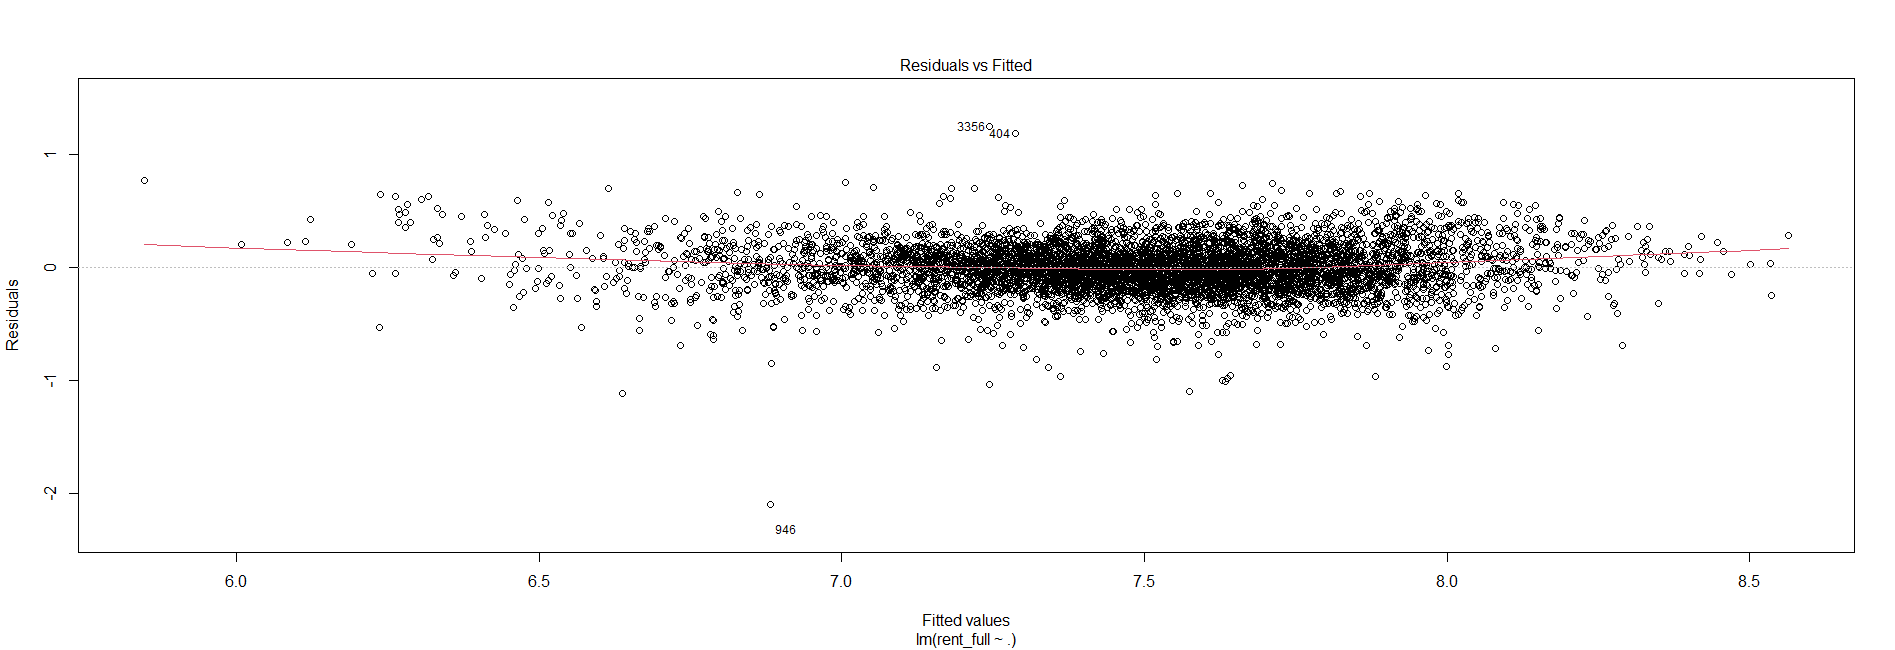 Residuals vs Fitted
Residuals
1
0
-1
-2
3356
404
946
6.0 6.5 7.0 7.5 8.0 8.5
Fitted values
lm(rent_full ~ .)